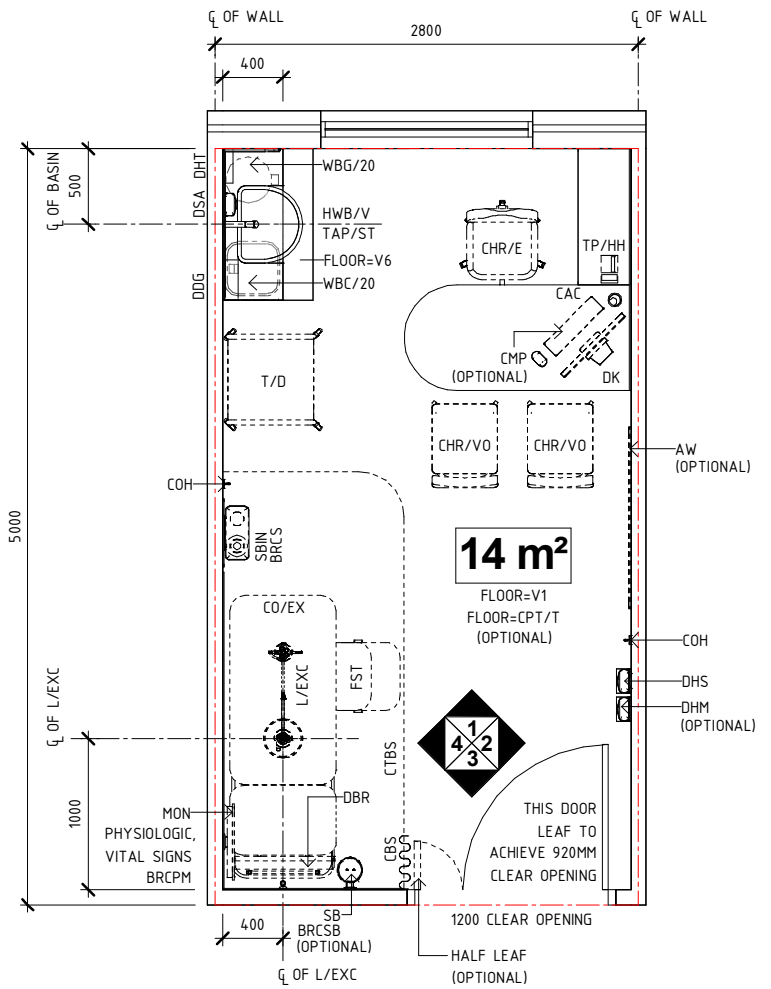 ℄ OF WALL
℄ OF WALL
2800
400
℄ OF BASIN
500
DHT
DSA
DDG
WBG/20
HWB/V
TAP/ST
FLOOR=V6
WBC/20
CHR/E
TP/HH
CAC
CMP
(OPTIONAL)
DK
T/D
CHR/VO
CHR/VO
AW
(OPTIONAL)
COH
5000
SBIN
BRCS
14 m²
FLOOR=V1
FLOOR=CPT/T
(OPTIONAL)
CO/EX
L/EXC
FST
COH
DHS
DHM
(OPTIONAL)
℄ OF L/EXC
1
4
2
3
CTBS
1000
MON
PHYSIOLOGIC,
VITAL SIGNS
BRCPM
DBR
CBS
THIS DOOR
LEAF TO
ACHIEVE 920MM
CLEAR OPENING
SB
BRCSB
(OPTIONAL)
1200 CLEAR OPENING
400
HALF LEAF
(OPTIONAL)
℄ OF L/EXC